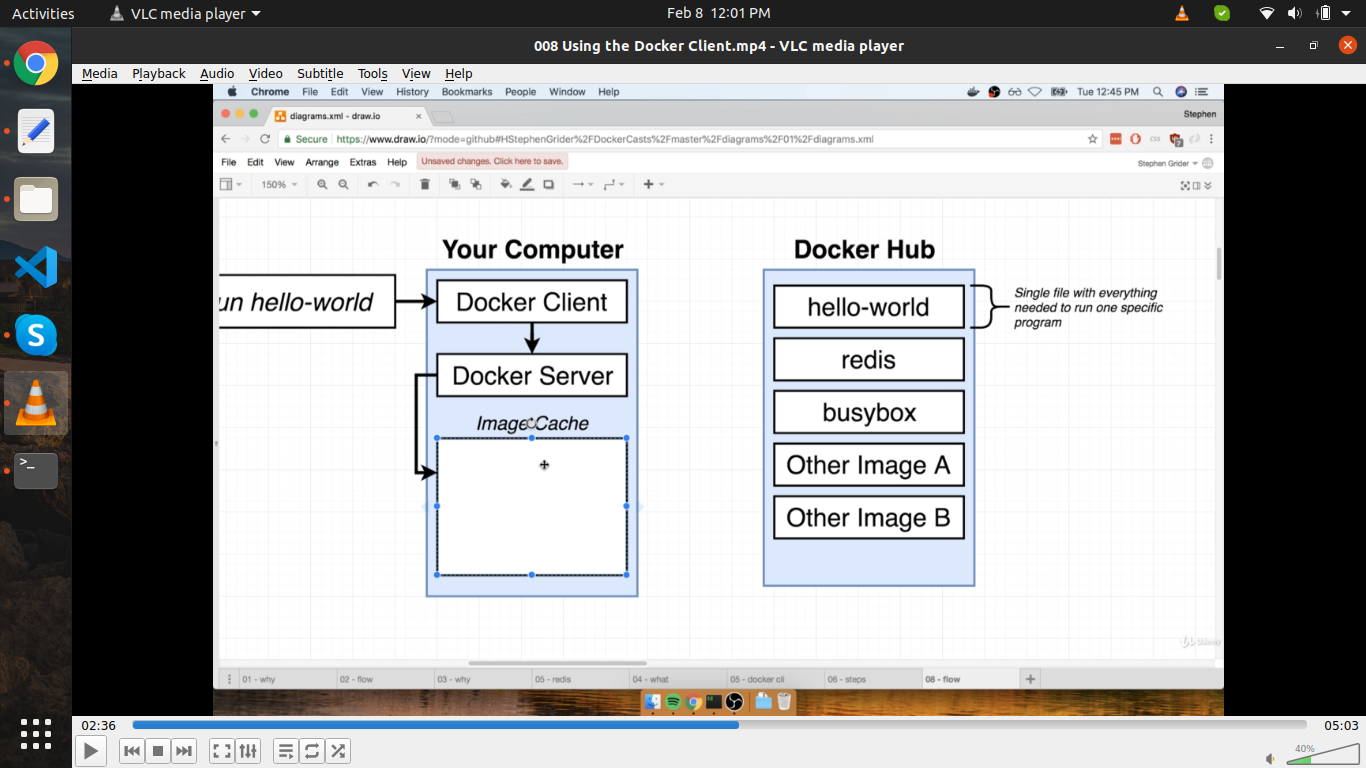 Activities
VLC media player
Feb 8 12:01 PM
008 Using the Docker Client.mp4 - VLC media player
Media Playback Audio Video Subtitle Tools View Help
Chrome File Edit View History Bookmarks People Window Help
Tue 12:45 PM
diagrams.xml - draw.io
Stephen
Secure https://www.draw.io/?mode=github#HStephenGrider%2FDockerCasts%2Fmaster%2Fdiagrams%2F01%2Fdiagrams.xml
File Edit View Arrange Extras Help Unsaved changes. Click here to save.
Stephen Grider
150%
Your Computer
Docker Hub
un hello-world
Docker Client
Docker Server
Image Cache
hello-world
redis
busybox
Other Image A
Other Image B
Single file with everything
needed to run one specific
program
Udemy
01 - why 02 - flow 03 - why 05 - redis 04 - what 05 - docker cli 06 - steps 08 - flow
02:36
05:03
40%